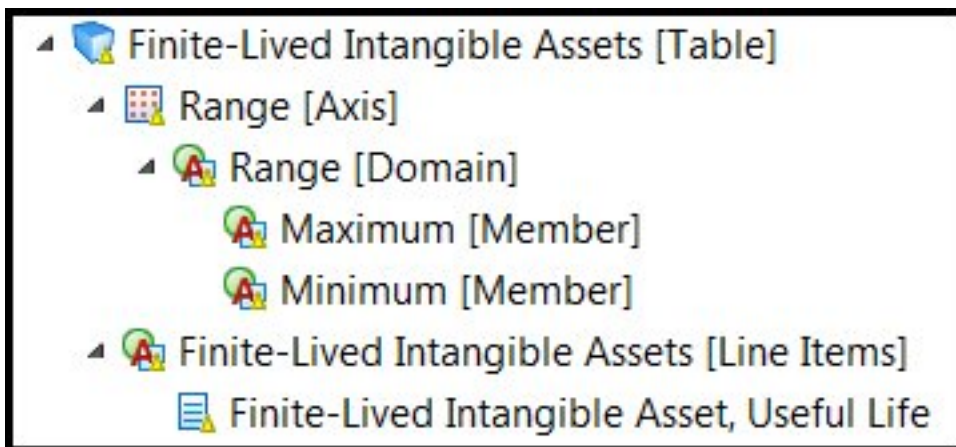 Finite-Lived Intangible Assets [Table]
Range [Axis]
Range [Domain]
Maximum [Member]
Minimum [Member]
Finite-Lived Intangible Assets [Line Items]
Finite-Lived Intangible Asset, Useful Life